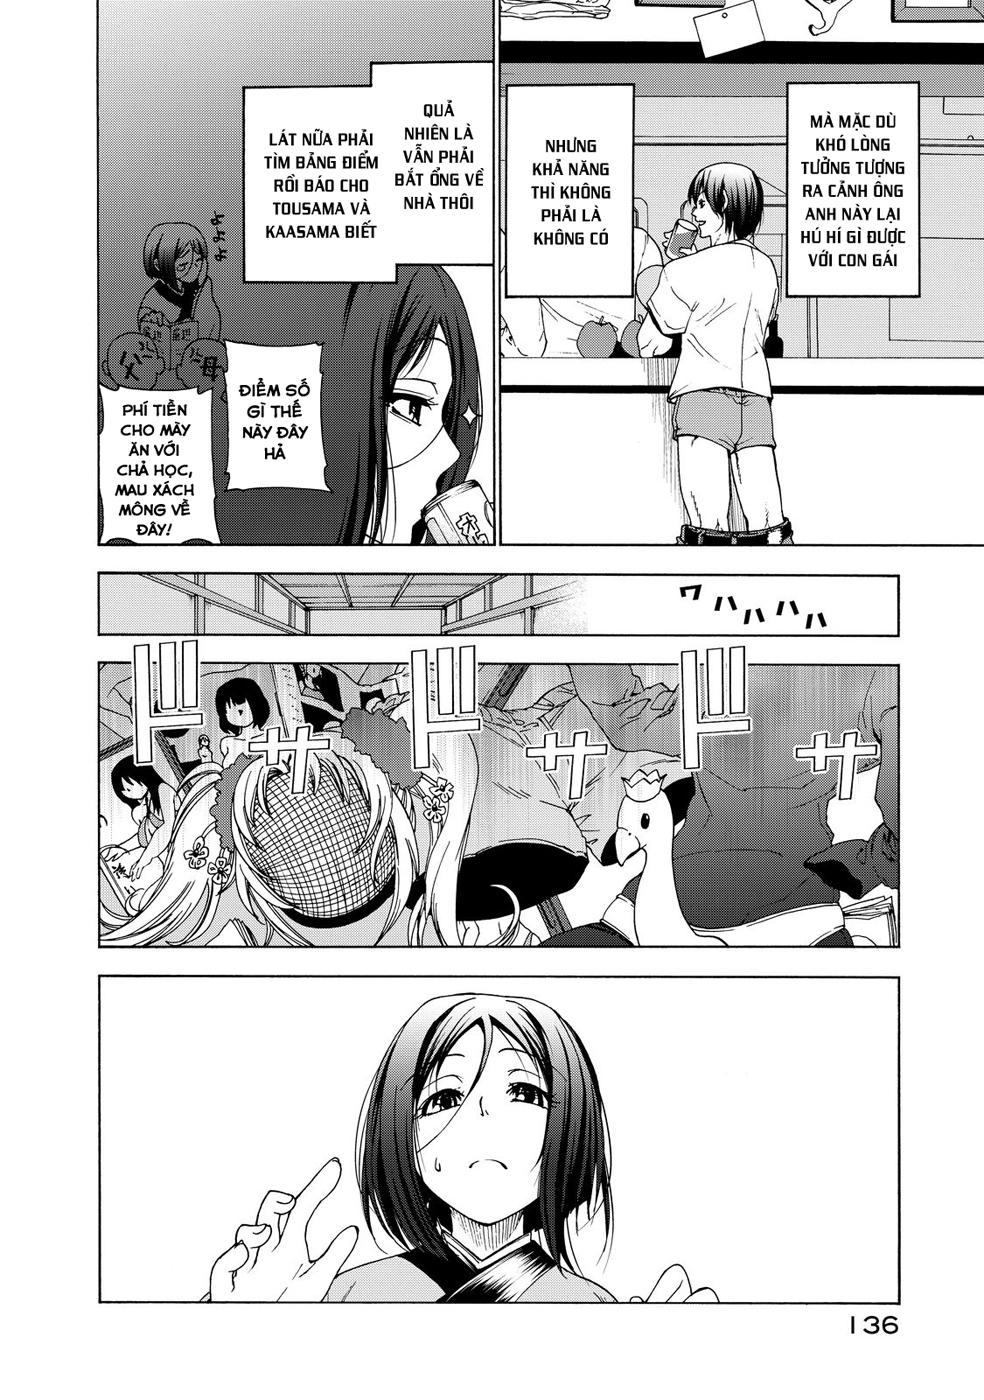 MÀ MẶC DÙ
KHÓ LÒNG
TƯỞNG TƯỢNG
RA CẢNH ÔNG
ANH NÀY LẠI
HÚ HÍ GÌ ĐƯỢC
VỚI CON GÁI
NHƯNG
KHẢ NĂNG
THÌ KHÔNG
PHẢI LÀ
KHÔNG CÓ
QUẢ
NHIÊN LÀ
VẪN PHẢI
BẮT ỔNG VỀ
NHÀ THÔI
LÁT NỮA PHẢI
TÌM BẢNG ĐIỂM
RỒI BÁO CHO
TOUSAMA VÀ
KAASAMA BIẾT
ĐIỂM SỐ
GÌ THẾ
NÀY ĐÂY
HẢ
PHÍ TIỀN
CHO MÀY
ĂN VỚI
CHẢ HỌC,
MAU XÁCH
MÔNG VỀ
ĐÂY!
父
母
ワハハハハ
ドサ
ドサ
ドサ
136